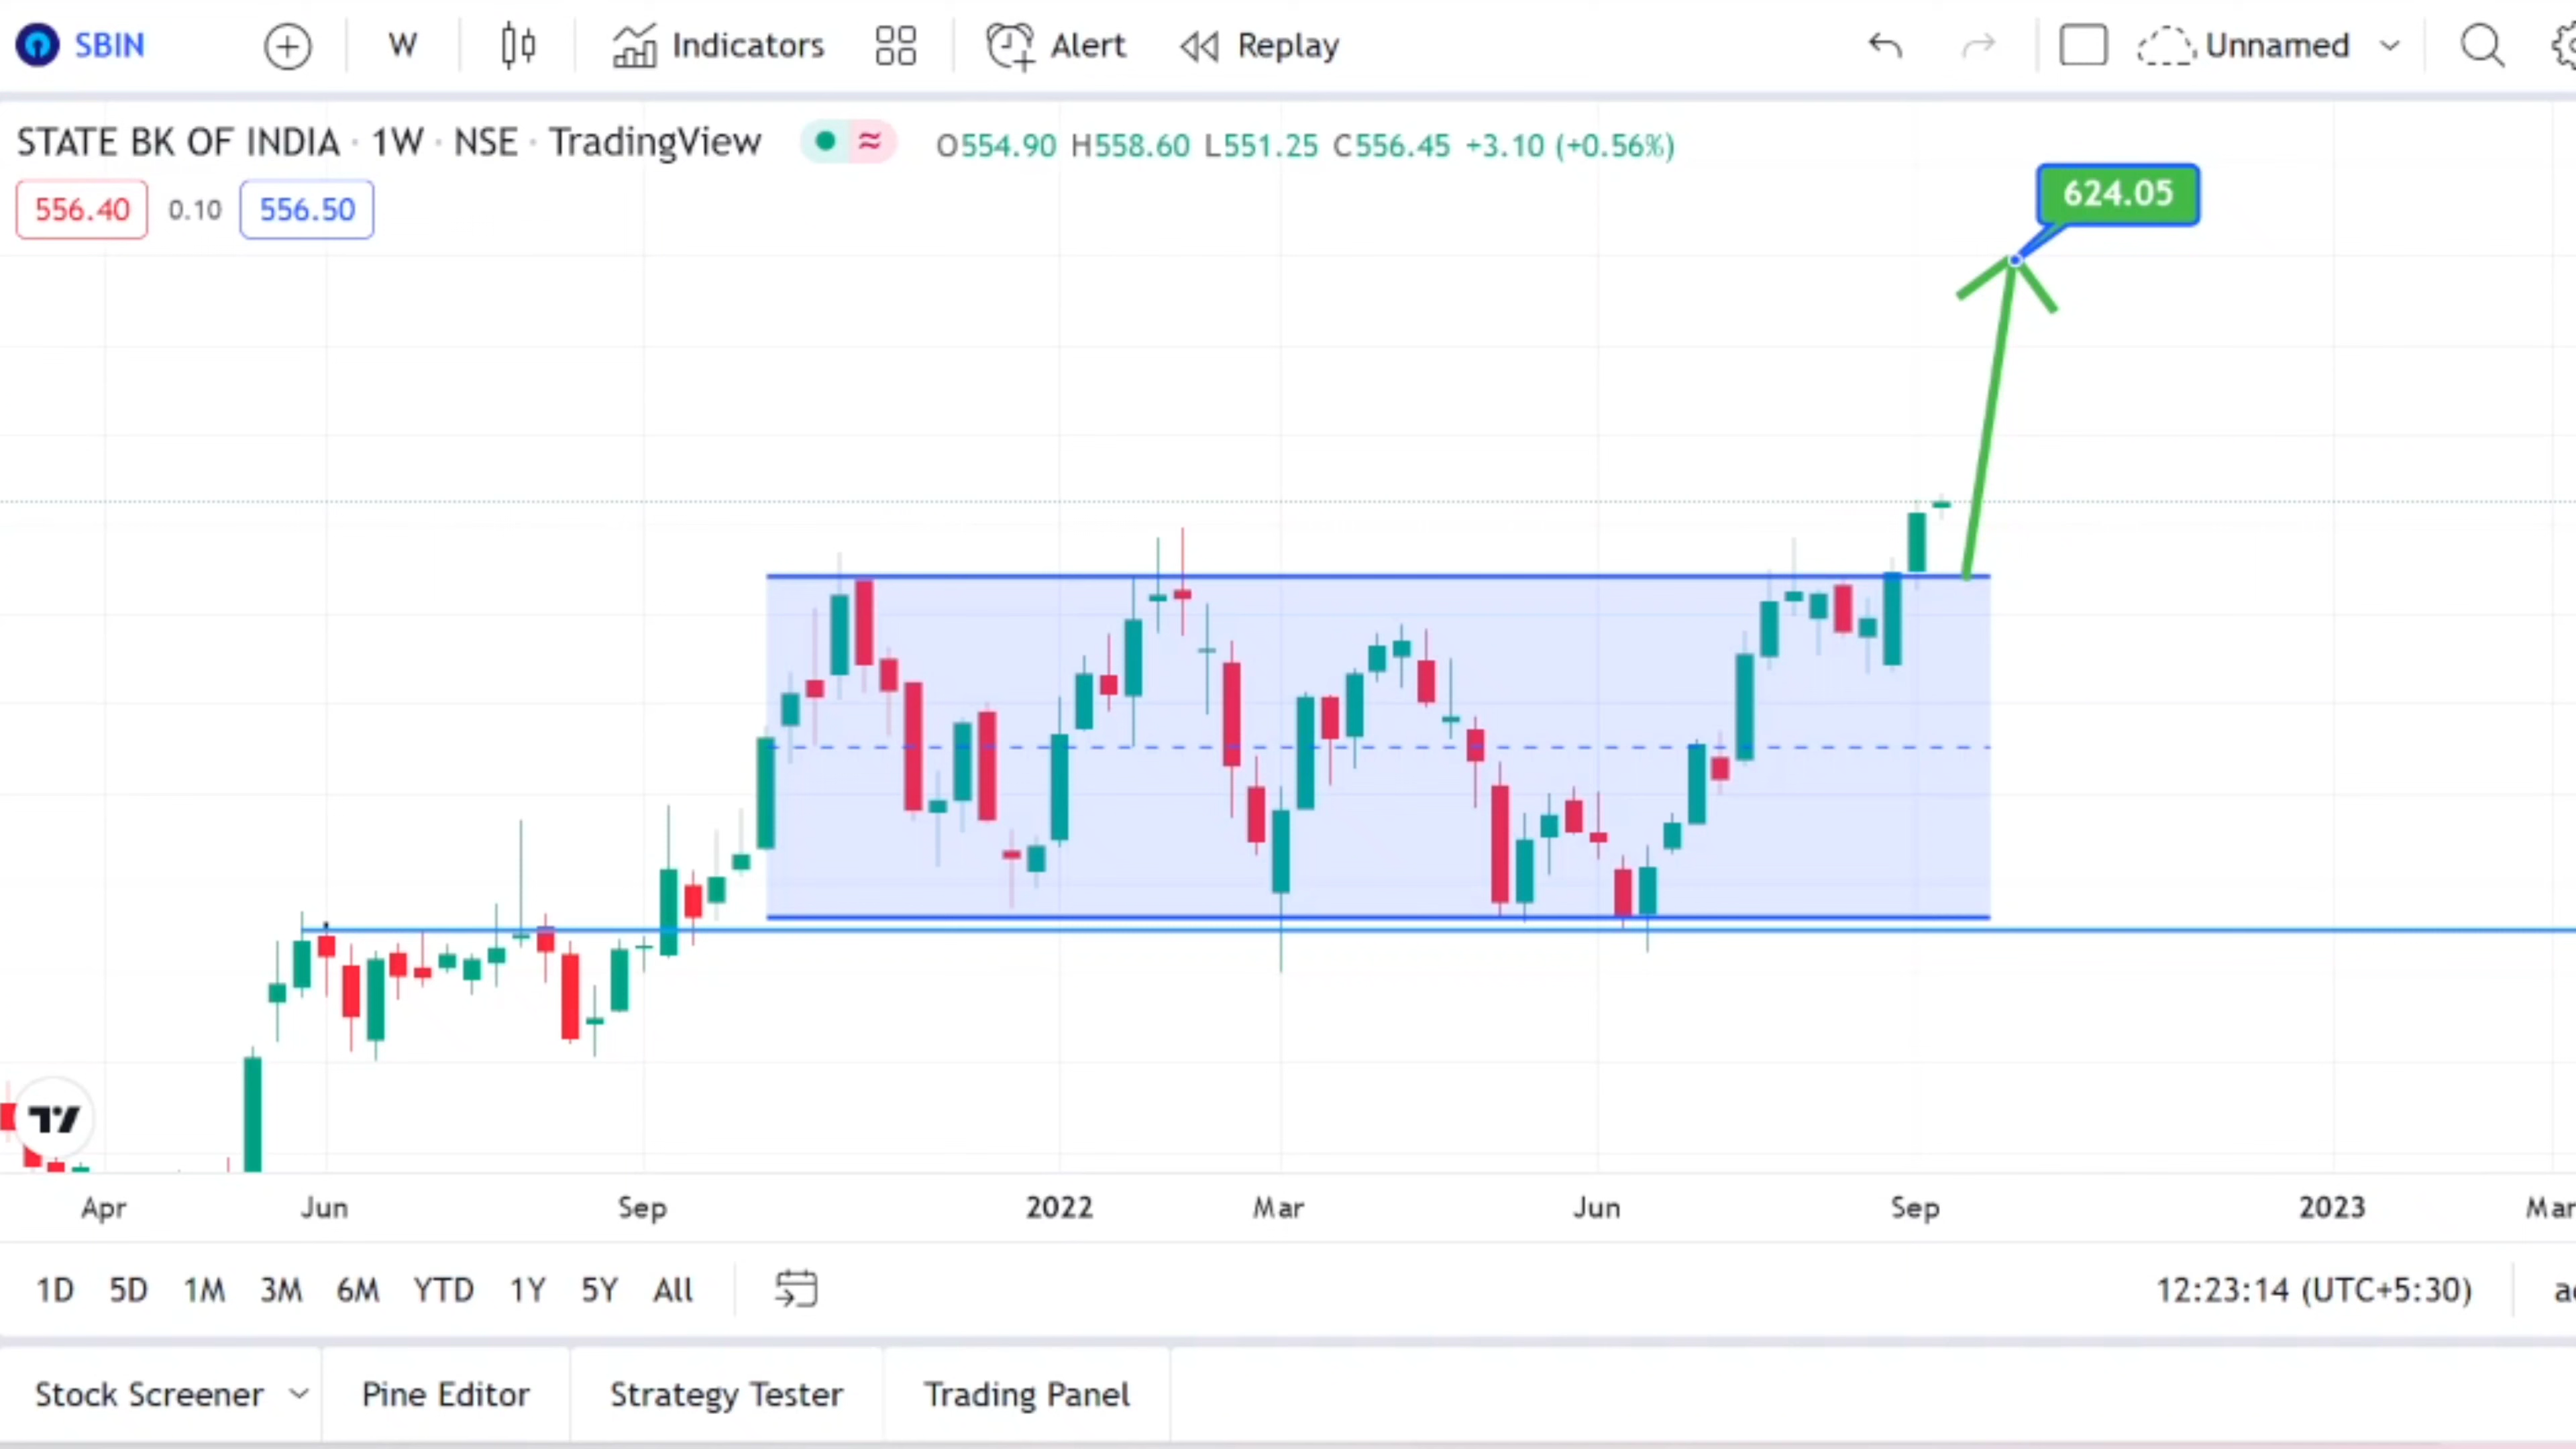 SBIN W Indicators Alert Replay Unnamed
STATE BK OF INDIA · 1W · NSE · TradingView O554.90 H558.60 L551.25 C556.45 +3.10 (+0.56%)
556.40 0.10 556.50
624.05
Apr Jun Sep 2022 Mar Jun Sep 2023 Mar
1D 5D 1M 3M 6M YTD 1Y 5Y All 12:23:14 (UTC+5:30)
Stock Screener Pine Editor Strategy Tester Trading Panel